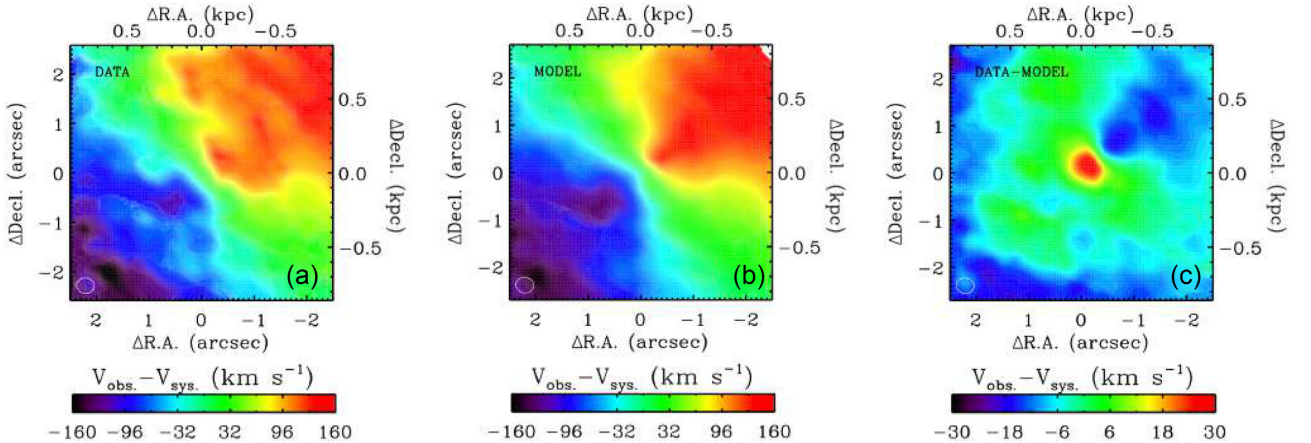 ΔR.A. (kpc)
0.5 0.0 −0.5
DATA
2
1
0
−1
−2
ΔDecl. (arcsec)
0.5
0.0
−0.5
ΔDecl. (kpc)
(a)
2 1 0 −1 −2
ΔR.A. (arcsec)
V_obs.−V_sys. (km s⁻¹)
−160 −96 −32 32 96 160
ΔR.A. (kpc)
0.5 0.0 −0.5
MODEL
2
1
0
−1
−2
ΔDecl. (arcsec)
0.5
0.0
−0.5
ΔDecl. (kpc)
(b)
2 1 0 −1 −2
ΔR.A. (arcsec)
V_obs.−V_sys. (km s⁻¹)
−160 −96 −32 32 96 160
ΔR.A. (kpc)
0.5 0.0 −0.5
DATA−MODEL
2
1
0
−1
−2
ΔDecl. (arcsec)
0.5
0.0
−0.5
ΔDecl. (kpc)
(c)
2 1 0 −1 −2
ΔR.A. (arcsec)
V_obs.−V_sys. (km s⁻¹)
−30 −18 −6 6 18 30